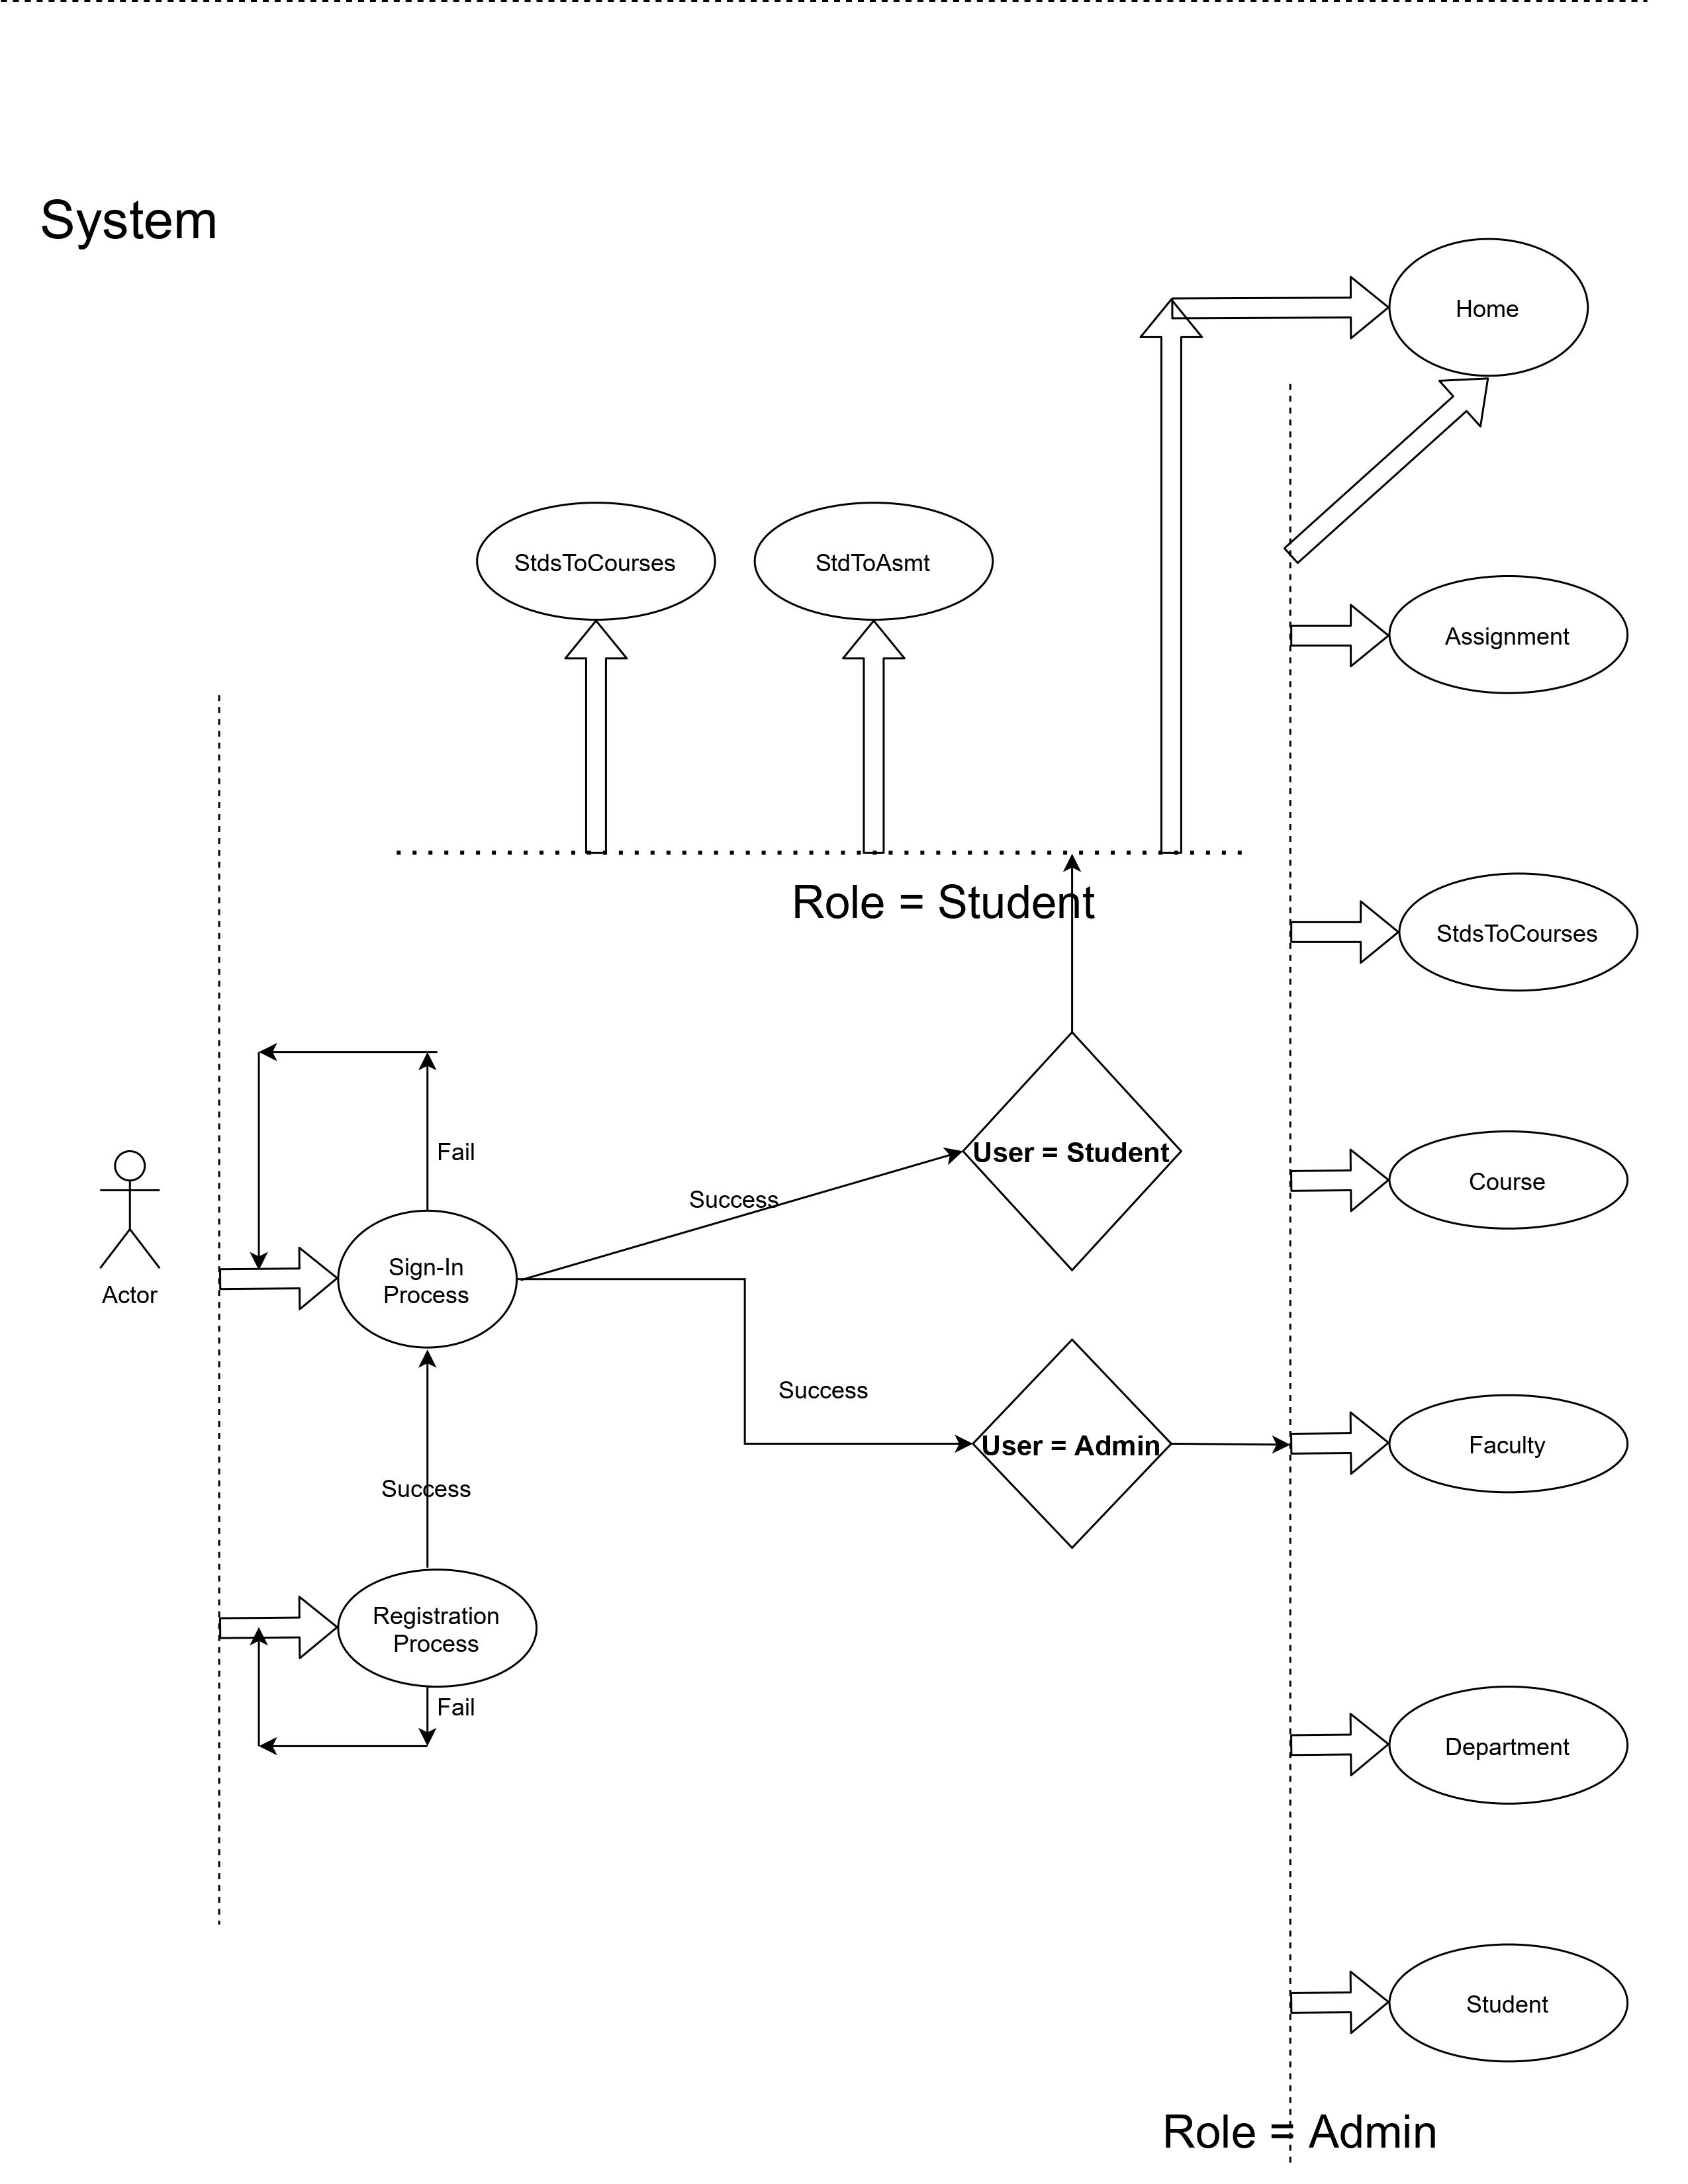 System
Home
StdsToCourses
StdToAsmt
Assignment
Role = Student
StdsToCourses
Fail
User = Student
Success
Course
Actor
Sign-In
Process
Success
User = Admin
Faculty
Success
Registration
Process
Fail
Department
Student
Role = Admin